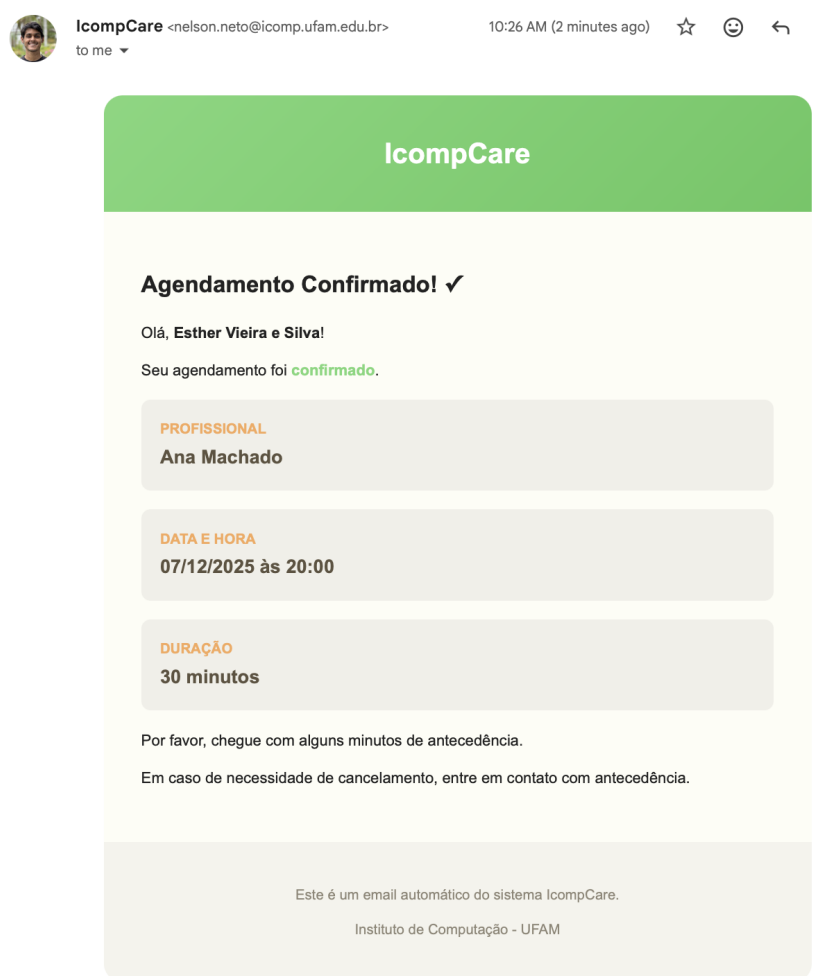 IcompCare <nelson.neto@icomp.ufam.edu.br> 10:26 AM (2 minutes ago)
to me
IcompCare
Agendamento Confirmado! ✓
Olá, Esther Vieira e Silva!
Seu agendamento foi confirmado.
PROFISSIONAL
Ana Machado
DATA E HORA
07/12/2025 às 20:00
DURAÇÃO
30 minutos
Por favor, chegue com alguns minutos de antecedência.
Em caso de necessidade de cancelamento, entre em contato com antecedência.
Este é um email automático do sistema IcompCare.
Instituto de Computação - UFAM